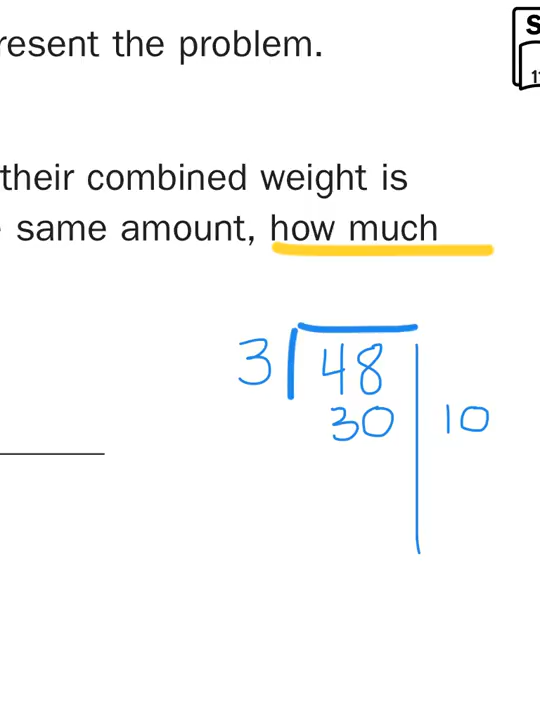 resent the problem.
S
their combined weight is
same amount, how much
3 48
30 10